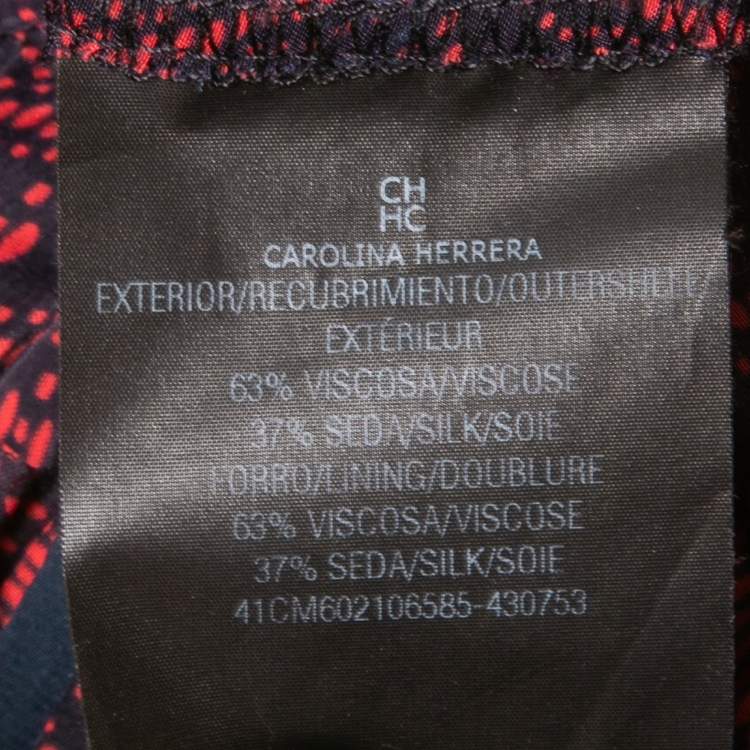 CH
HC
CAROLINA HERRERA
EXTERIOR/RECUBRIMIENTO/OUTERSHELL/
EXTÉRIEUR
63% VISCOSA/VISCOSE
37% SEDA/SILK/SOIE
FORRO/LINING/DOUBLURE
63% VISCOSA/VISCOSE
37% SEDA/SILK/SOIE
41CM602106585-430753